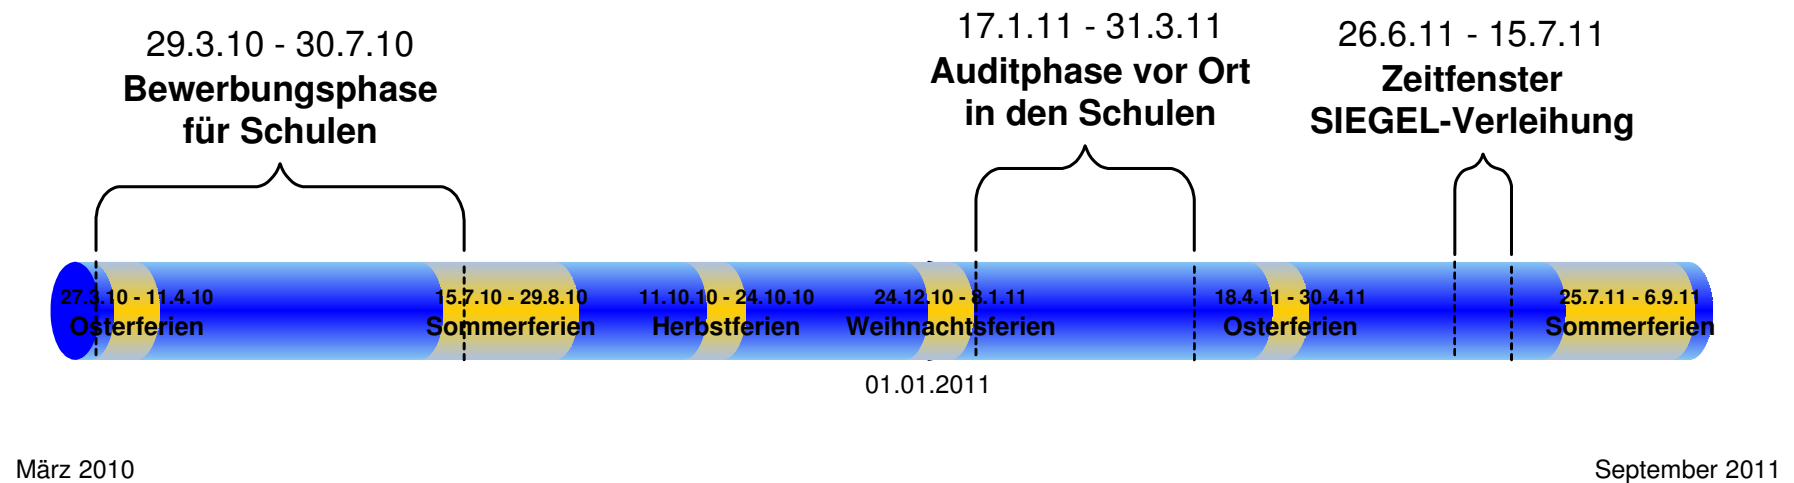 29.3.10 - 30.7.10
Bewerbungsphase
für Schulen
17.1.11 - 31.3.11
Auditphase vor Ort
in den Schulen
26.6.11 - 15.7.11
Zeitfenster
SIEGEL-Verleihung
27.3.10 - 11.4.10
Osterferien
15.7.10 - 29.8.10
Sommerferien
11.10.10 - 24.10.10
Herbstferien
24.12.10 - 8.1.11
Weihnachtsferien
18.4.11 - 30.4.11
Osterferien
25.7.11 - 6.9.11
Sommerferien
01.01.2011
März 2010
September 2011